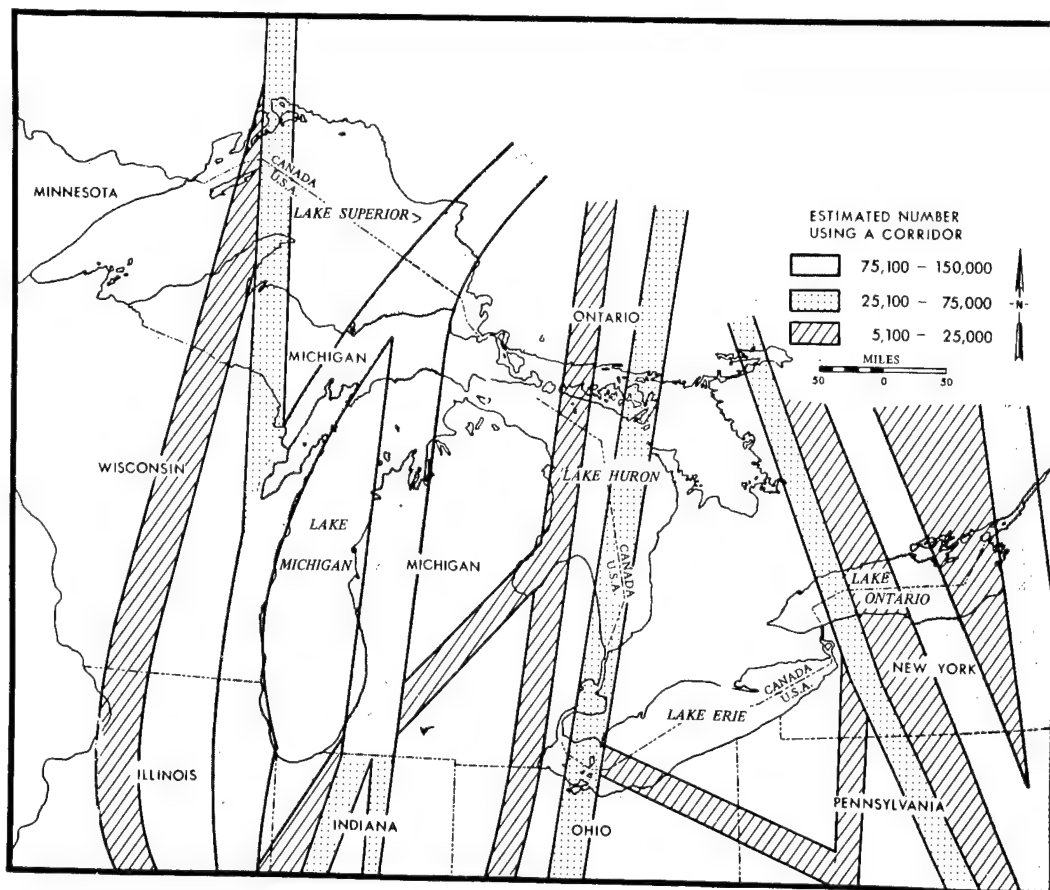 MINNESOTA
CANADA
U.S.A.
LAKE SUPERIOR
ESTIMATED NUMBER
USING A CORRIDOR
75,100 – 150,000
25,100 – 75,000
5,100 – 25,000
N
MILES
50 0 50
ONTARIO
MICHIGAN
WISCONSIN
LAKE HURON
LAKE
MICHIGAN
MICHIGAN
CANADA
U.S.A.
LAKE
ONTARIO
NEW YORK
CANADA
U.S.A.
LAKE ERIE
ILLINOIS
INDIANA
OHIO
PENNSYLVANIA